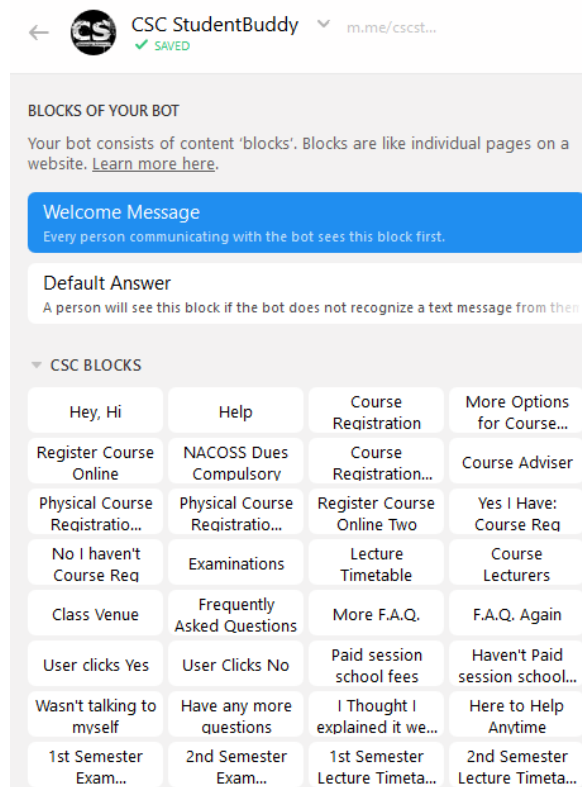 CSC StudentBuddy
m.me/cscst...
SAVED
CS
BLOCKS OF YOUR BOT
Your bot consists of content 'blocks'. Blocks are like individual pages on a
website. Learn more here.
Welcome Message
Every person communicating with the bot sees this block first.
Default Answer
A person will see this block if the bot does not recognize a text message from them
CSC BLOCKS
Hey, Hi
Help
Course
Registration
More Options
for Course...
Register Course
Online
NACOSS Dues
Compulsory
Course
Registration...
Course Adviser
Physical Course
Registratio...
Physical Course
Registratio...
Register Course
Online Two
Yes I Have:
Course Reg
No I haven't
Course Reg
Examinations
Lecture
Timetable
Course
Lecturers
Class Venue
Frequently
Asked Questions
More F.A.Q.
F.A.Q. Again
User clicks Yes
User Clicks No
Paid session
school fees
Haven't Paid
session school...
Wasn't talking to
myself
Have any more
questions
I Thought I
explained it we...
Here to Help
Anytime
1st Semester
Exam...
2nd Semester
Exam...
1st Semester
Lecture Timeta...
2nd Semester
Lecture Timeta...